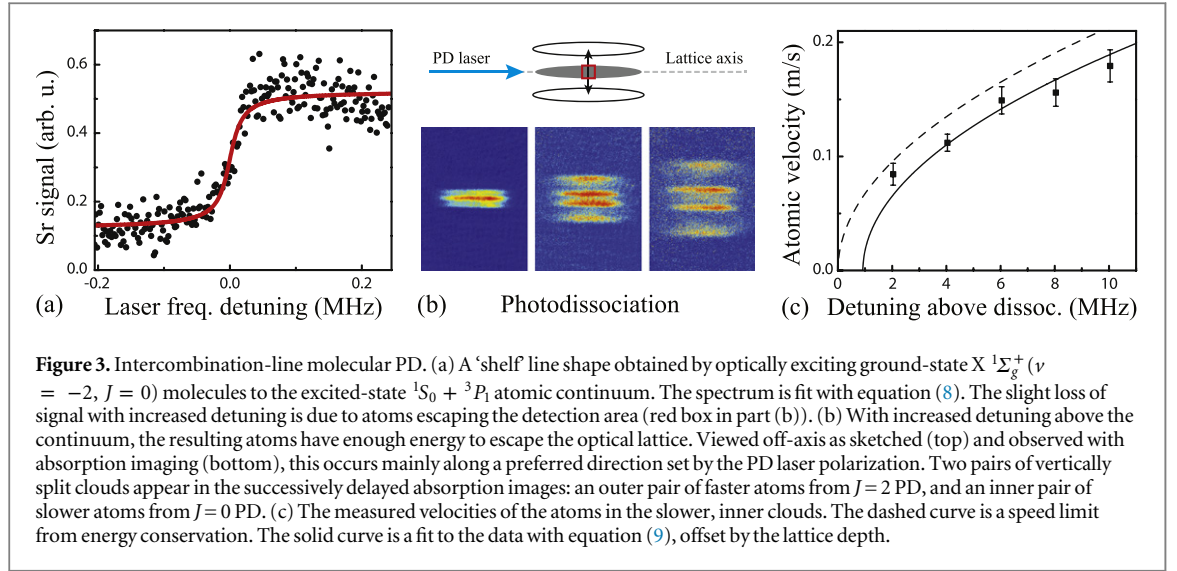 Sr signal (arb. u.)
0.6
0.4
0.2
0.0
-0.2
0.0
0.2
(a)
Laser freq. detuning (MHz)
PD laser
Lattice axis
(b)
Photodissociation
Atomic velocity (m/s)
0.2
0.1
0.0
0
2
4
6
8
10
(c)
Detuning above dissoc. (MHz)
Figure 3. Intercombination-line molecular PD. (a) A ‘shelf’ line shape obtained by optically exciting ground-state X ¹Σg⁺(ν
= −2, J = 0) molecules to the excited-state ¹S₀ + ³P₁ atomic continuum. The spectrum is fit with equation (8). The slight loss of
signal with increased detuning is due to atoms escaping the detection area (red box in part (b)). (b) With increased detuning above the
continuum, the resulting atoms have enough energy to escape the optical lattice. Viewed off-axis as sketched (top) and observed with
absorption imaging (bottom), this occurs mainly along a preferred direction set by the PD laser polarization. Two pairs of vertically
split clouds appear in the successively delayed absorption images: an outer pair of faster atoms from J = 2 PD, and an inner pair of
slower atoms from J = 0 PD. (c) The measured velocities of the atoms in the slower, inner clouds. The dashed curve is a speed limit
from energy conservation. The solid curve is a fit to the data with equation (9), offset by the lattice depth.